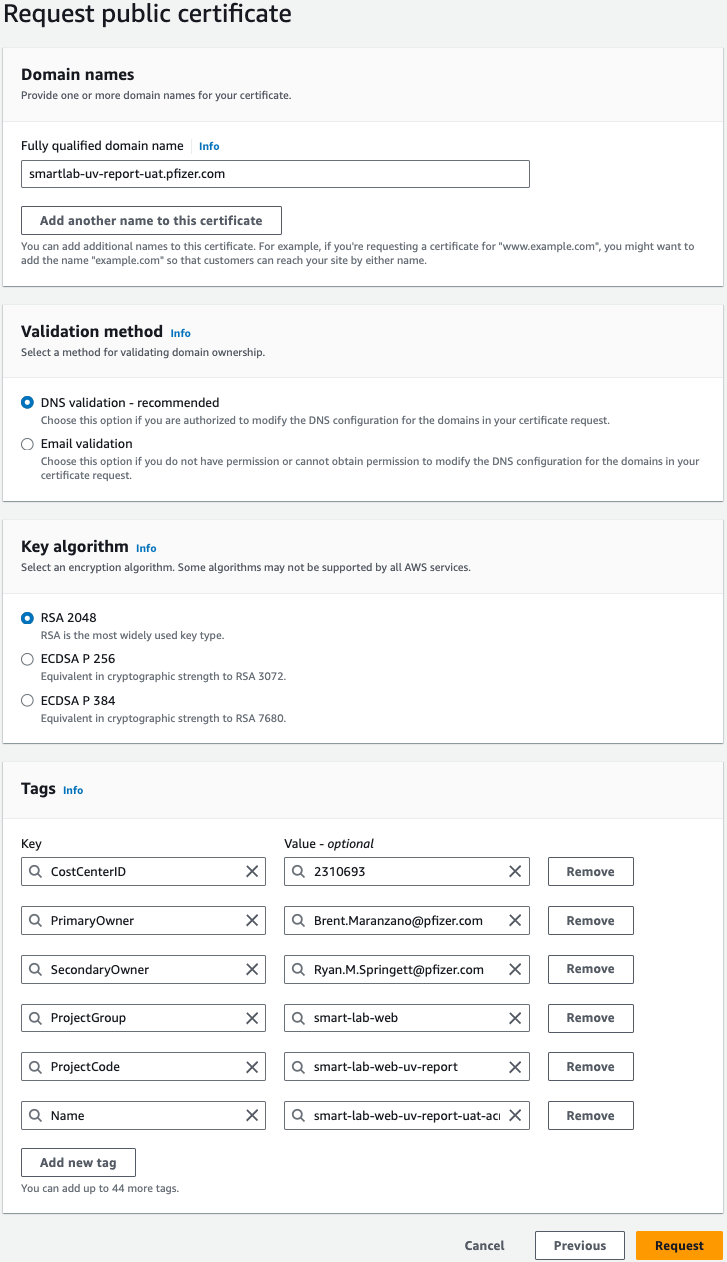 Request public certificate
Domain names
Provide one or more domain names for your certificate.
Fully qualified domain name Info
smartlab-uv-report-uat.pfizer.com
Add another name to this certificate
You can add additional names to this certificate. For example, if you're requesting a certificate for "www.example.com", you might want to
add the name "example.com" so that customers can reach your site by either name.
Validation method Info
Select a method for validating domain ownership.
DNS validation - recommended
Choose this option if you are authorized to modify the DNS configuration for the domains in your certificate request.
Email validation
Choose this option if you do not have permission or cannot obtain permission to modify the DNS configuration for the domains in your
certificate request.
Key algorithm Info
Select an encryption algorithm. Some algorithms may not be supported by all AWS services.
RSA 2048
RSA is the most widely used key type.
ECDSA P 256
Equivalent in cryptographic strength to RSA 3072.
ECDSA P 384
Equivalent in cryptographic strength to RSA 7680.
Tags Info
Key Value - optional
CostCenterID 2310693 Remove
PrimaryOwner Brent.Maranzano@pfizer.com Remove
SecondaryOwner Ryan.M.Springett@pfizer.com Remove
ProjectGroup smart-lab-web Remove
ProjectCode smart-lab-web-uv-report Remove
Name smart-lab-web-uv-report-uat-acm Remove
Add new tag
You can add up to 44 more tags.
Cancel Previous Request